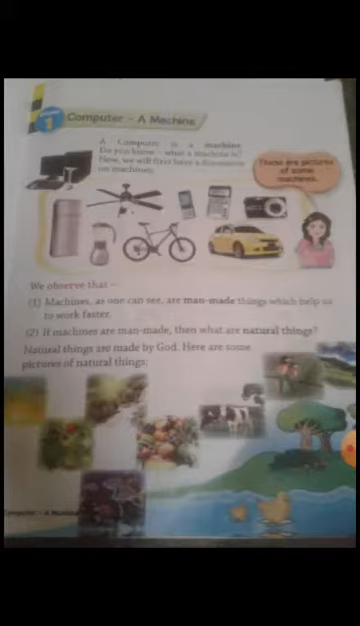 1
Computer - A Machine
A Computer is a machine.
Do you know - what a machine is?
Now, we will first have a discussion
on machines.
These are pictures
of some
machines.
We observe that -
(1) Machines, as one can see, are man-made things which help us
to work faster.
(2) If machines are man-made, then what are natural things?
Natural things are made by God. Here are some
pictures of natural things:
Computer - A Machine